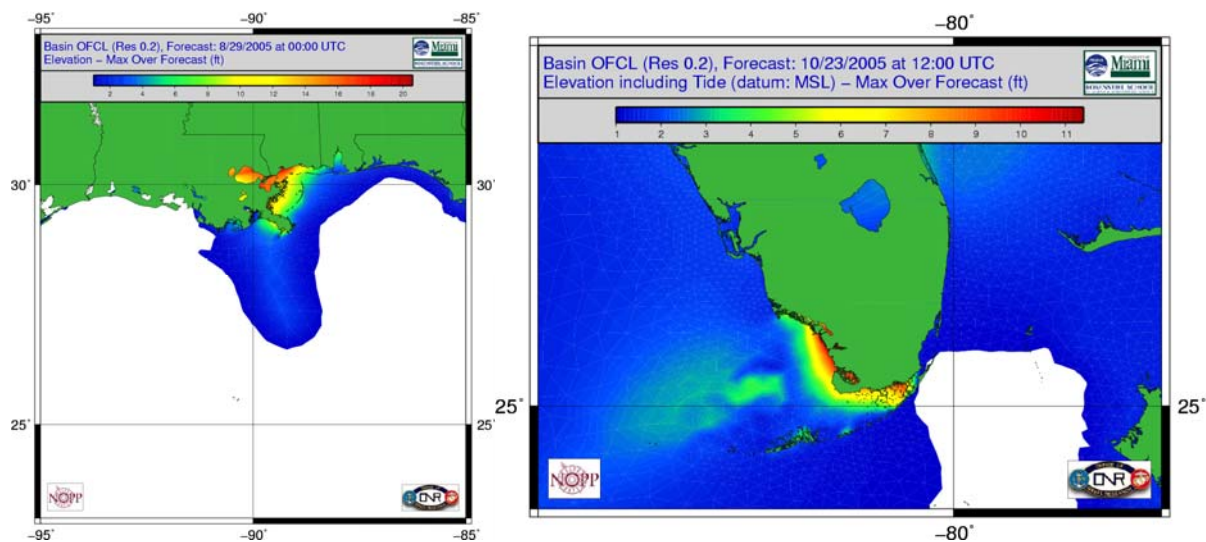 −95° −90° −85°
Basin OFCL (Res 0.2), Forecast: 8/29/2005 at 00:00 UTC
Elevation − Max Over Forecast (ft)
Miami
2 4 6 8 10 12 14 16 18 20
30° 30°
25° 25°
NOPP
ONR
−95° −90° −85°
−80°
Basin OFCL (Res 0.2), Forecast: 10/23/2005 at 12:00 UTC
Elevation including Tide (datum: MSL) − Max Over Forecast (ft)
Miami
ROSENSTIEL SCHOOL
1 2 3 4 5 6 7 8 9 10 11
25° 25°
NOPP
ONR
−80°